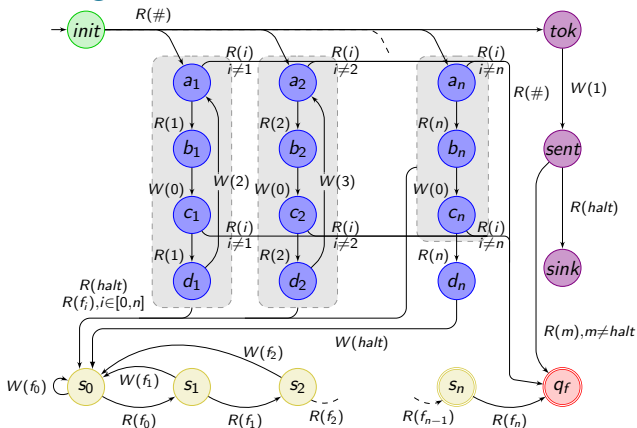 R(#)
init
tok
R(i) i≠1
R(i) i≠2
R(i) i≠n
a₁
a₂
aₙ
R(#)
W(1)
R(1)
R(2)
R(n)
b₁
b₂
bₙ
sent
W(0)
W(2)
W(0)
W(3)
W(0)
R(halt)
c₁
c₂
cₙ
R(i) i≠1
R(i) i≠2
R(i) i≠n
R(1)
R(2)
R(n)
d₁
d₂
dₙ
sink
R(halt)
R(fᵢ),i∈[0,n]
W(halt)
R(m),m≠halt
W(f₂)
W(f₁)
W(f₀)
s₀
s₁
s₂
sₙ
q_f
R(f₀)
R(f₁)
R(f₂)
R(fₙ₋₁)
R(fₙ)